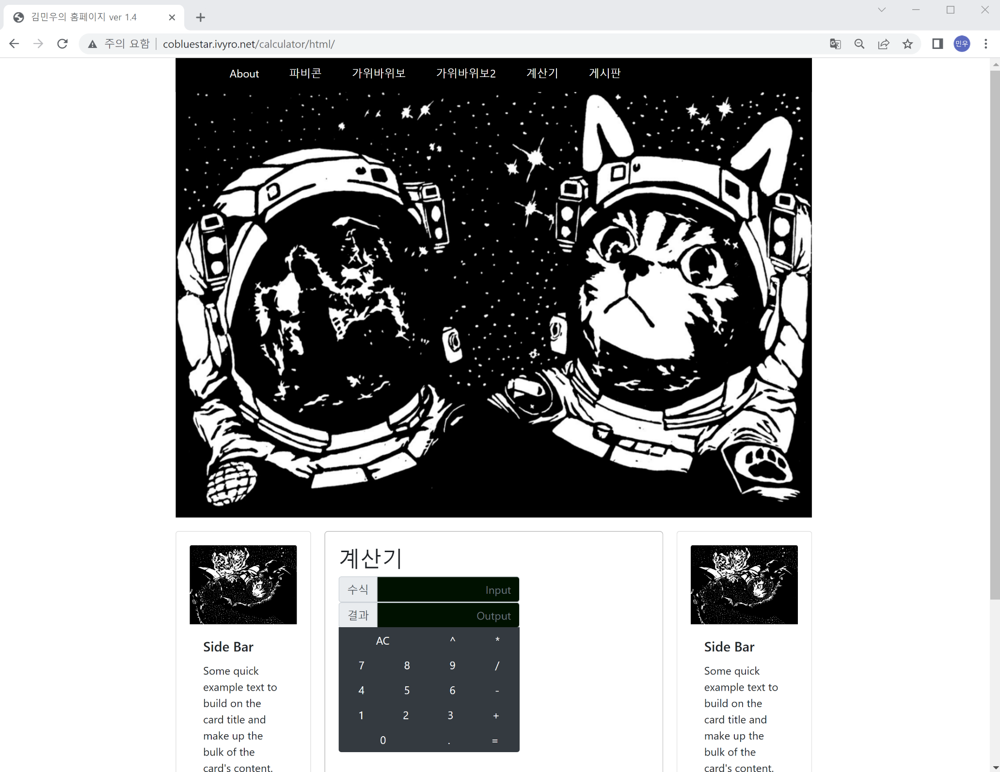 김민우의 홈페이지 ver 1.4
주의 요함 | cobluestar.ivyro.net/calculator/html/
민우
About 파비콘 가위바위보 가위바위보2 계산기 게시판
계산기
수식 Input
결과 Output
AC ^ *
7 8 9 /
4 5 6 -
1 2 3 +
0 . =
Side Bar
Some quick
example text to
build on the
card title and
make up the
bulk of the
card's content.
Side Bar
Some quick
example text to
build on the
card title and
make up the
bulk of the
card's content.